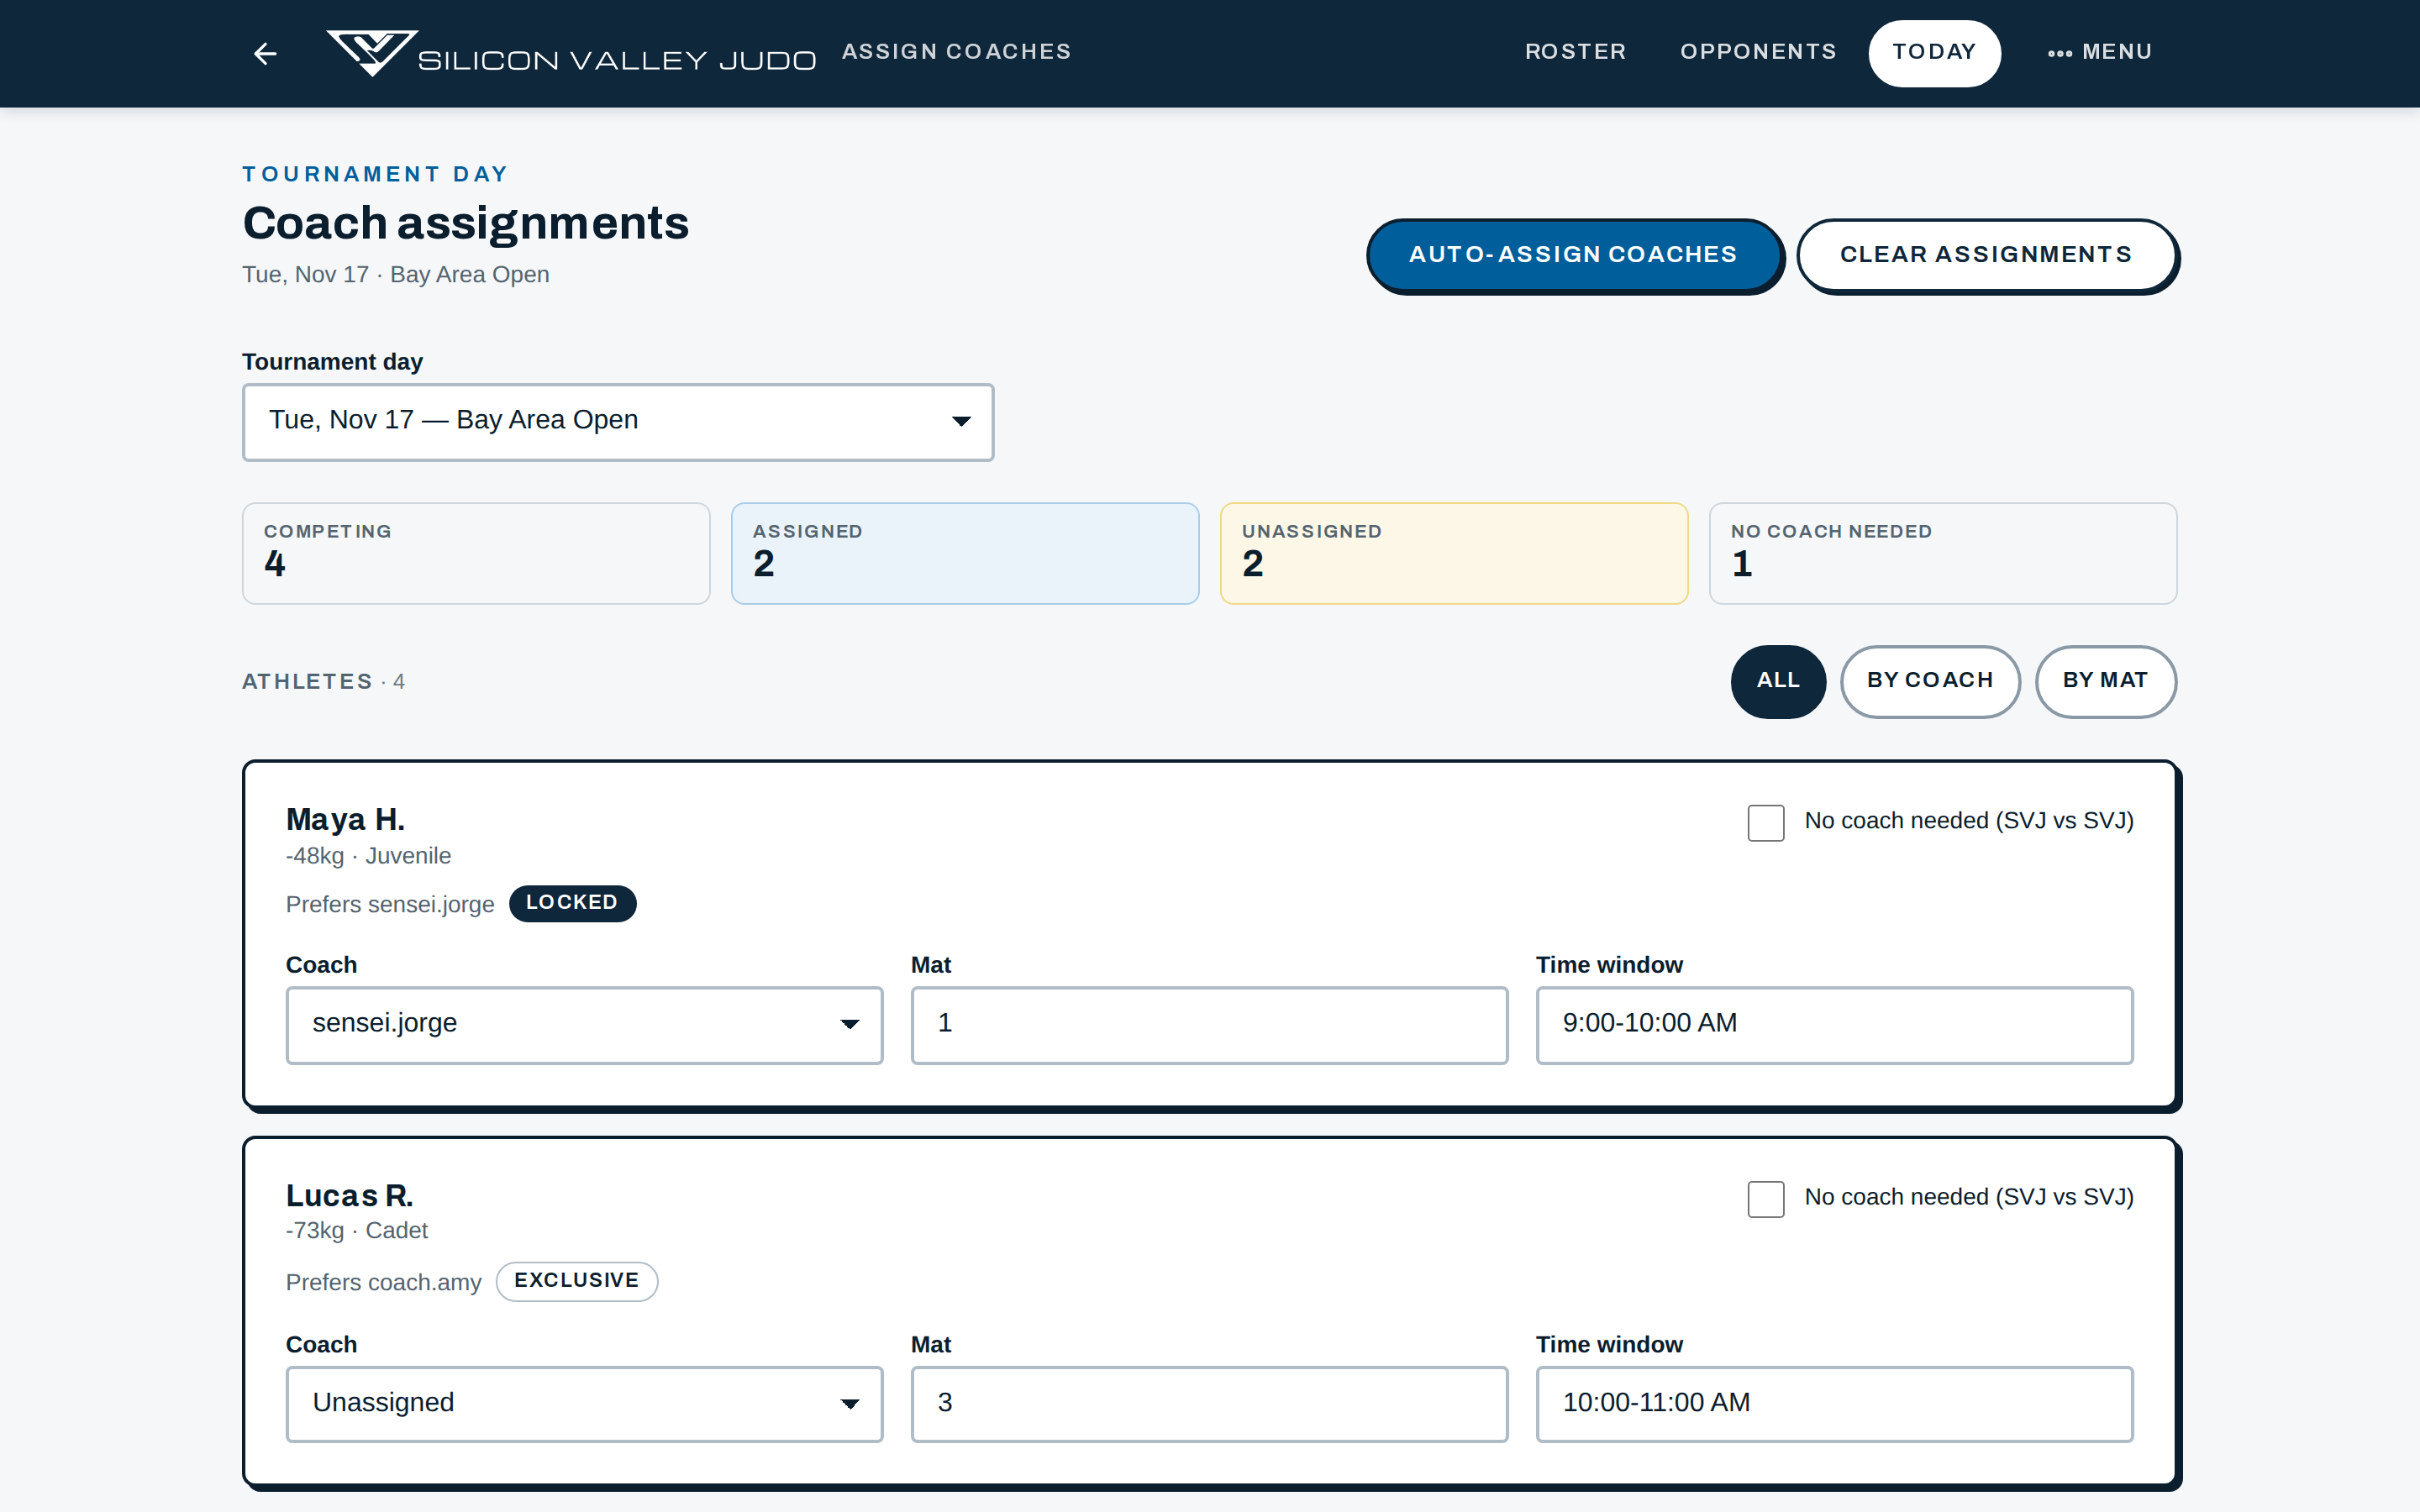 SILICON VALLEY JUDO ASSIGN COACHES ROSTER OPPONENTS TODAY MENU
TOURNAMENT DAY
Coach assignments
Tue, Nov 17 · Bay Area Open
AUTO-ASSIGN COACHES CLEAR ASSIGNMENTS
Tournament day
Tue, Nov 17 — Bay Area Open
COMPETING
4
ASSIGNED
2
UNASSIGNED
2
NO COACH NEEDED
1
ATHLETES · 4
ALL BY COACH BY MAT
Maya H.
No coach needed (SVJ vs SVJ)
-48kg · Juvenile
Prefers sensei.jorge LOCKED
Coach Mat Time window
sensei.jorge 1 9:00-10:00 AM
Lucas R.
No coach needed (SVJ vs SVJ)
-73kg · Cadet
Prefers coach.amy EXCLUSIVE
Coach Mat Time window
Unassigned 3 10:00-11:00 AM